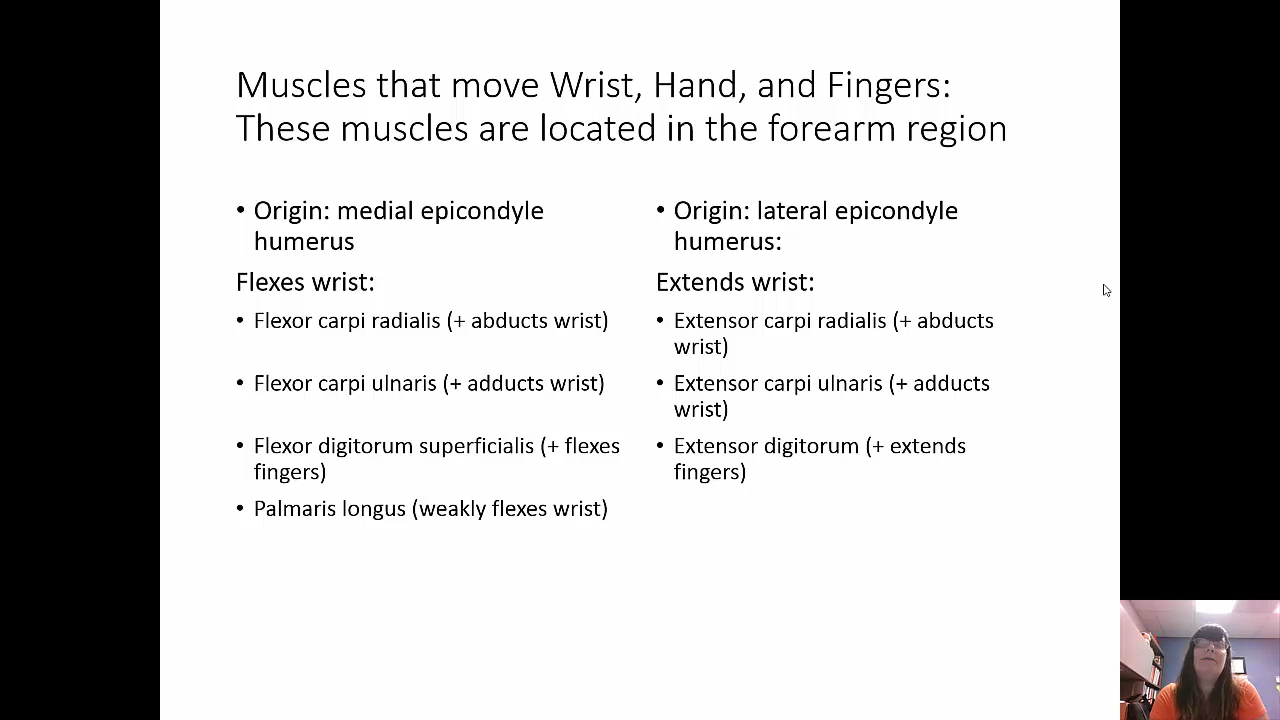 Muscles that move Wrist, Hand, and Fingers:
These muscles are located in the forearm region
• Origin: medial epicondyle
humerus
Flexes wrist:
• Flexor carpi radialis (+ abducts wrist)
• Flexor carpi ulnaris (+ adducts wrist)
• Flexor digitorum superficialis (+ flexes
fingers)
• Palmaris longus (weakly flexes wrist)
• Origin: lateral epicondyle
humerus:
Extends wrist:
• Extensor carpi radialis (+ abducts
wrist)
• Extensor carpi ulnaris (+ adducts
wrist)
• Extensor digitorum (+ extends
fingers)